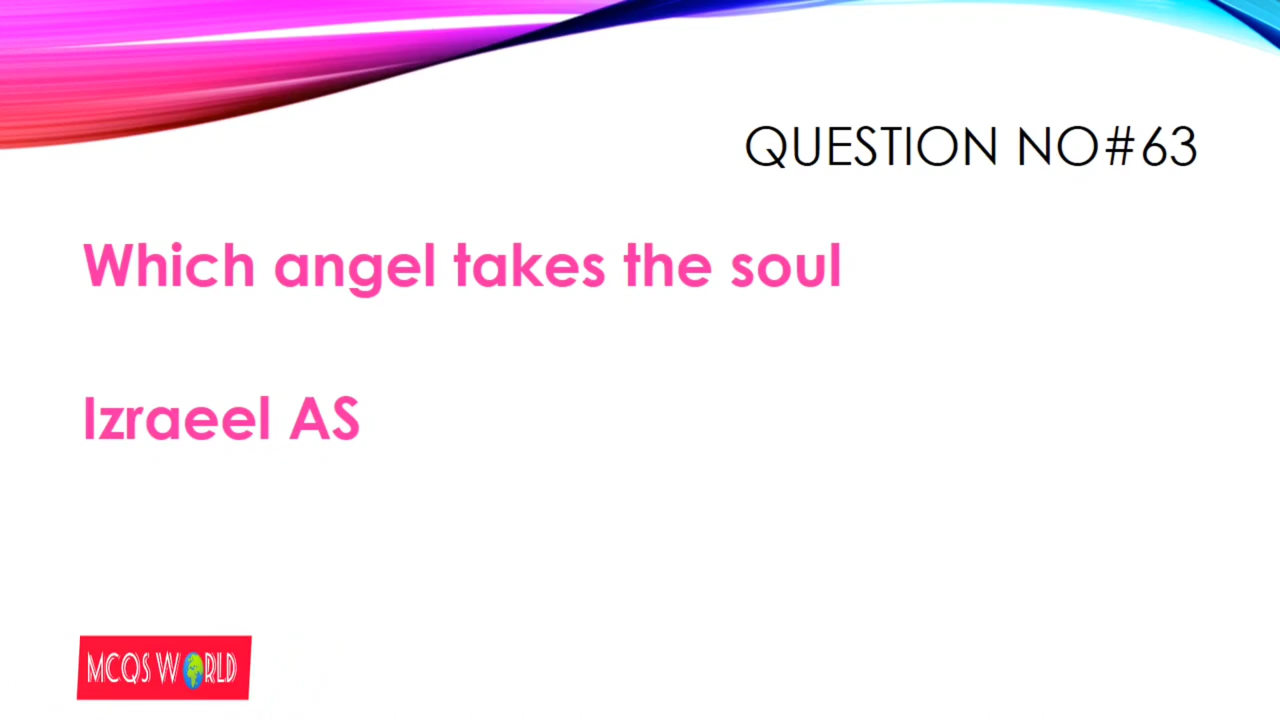 QUESTION NO#63
Which angel takes the soul
Izraeel AS
MCQS WORLD